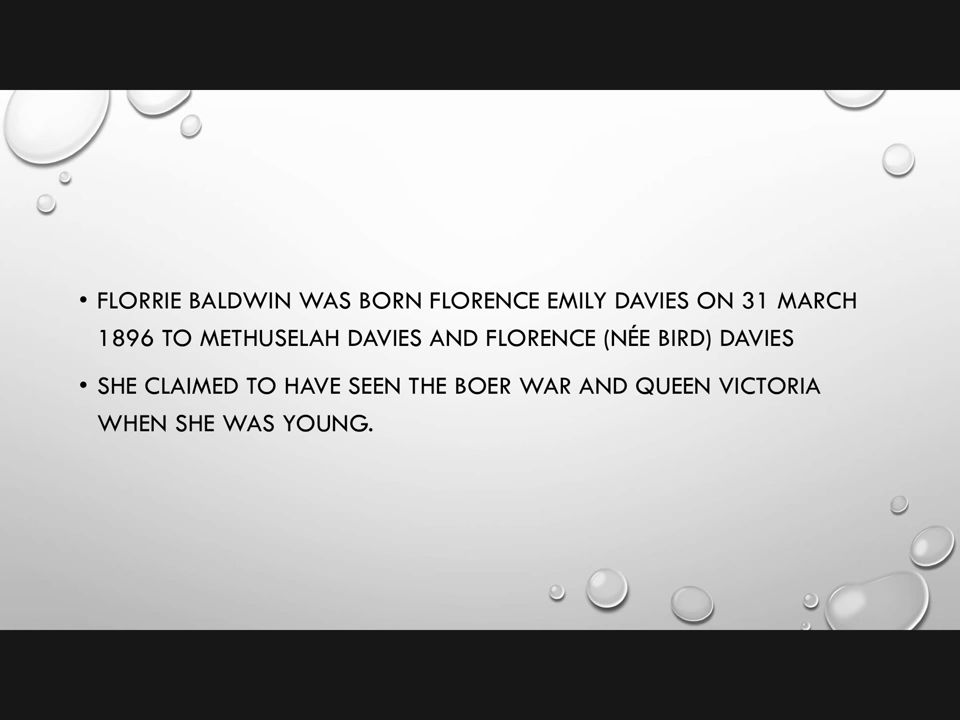 • FLORRIE BALDWIN WAS BORN FLORENCE EMILY DAVIES ON 31 MARCH
1896 TO METHUSELAH DAVIES AND FLORENCE (NÉE BIRD) DAVIES
• SHE CLAIMED TO HAVE SEEN THE BOER WAR AND QUEEN VICTORIA
WHEN SHE WAS YOUNG.